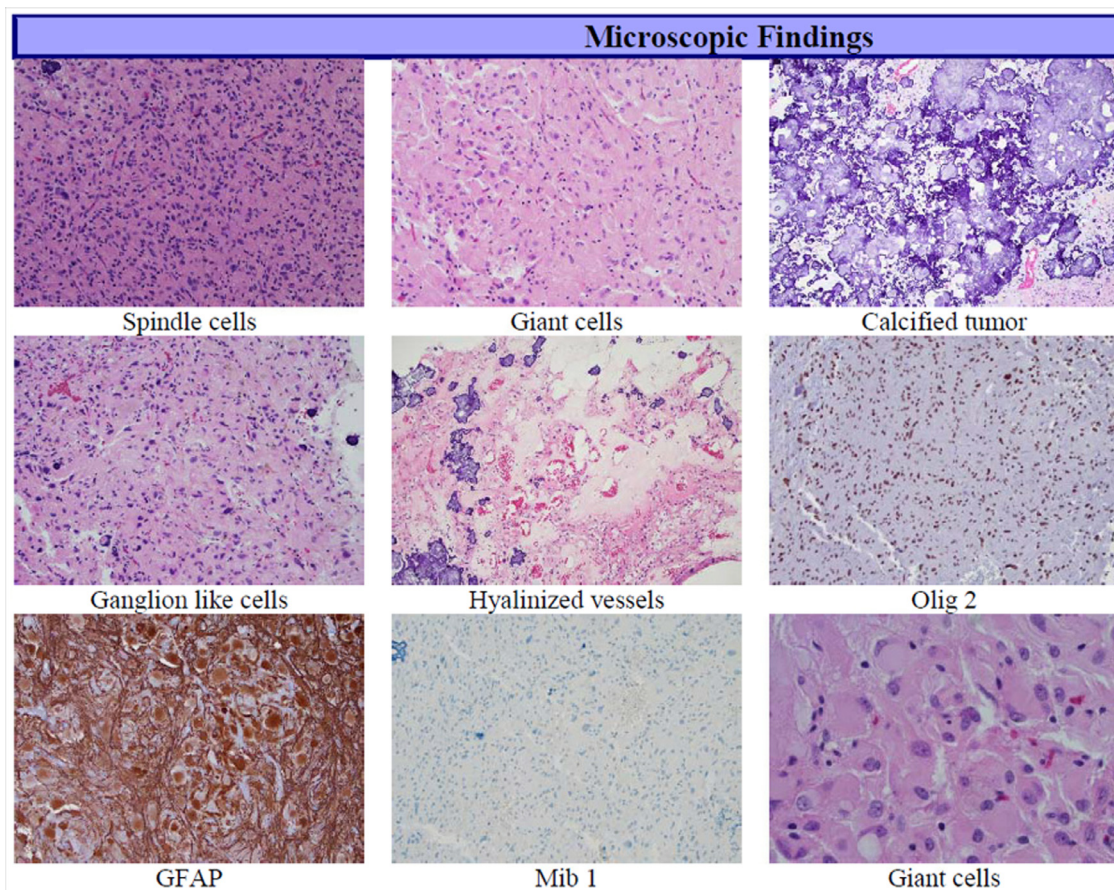 Microscopic Findings
Spindle cells
Giant cells
Calcified tumor
Ganglion like cells
Hyalinized vessels
Olig 2
GFAP
Mib 1
Giant cells